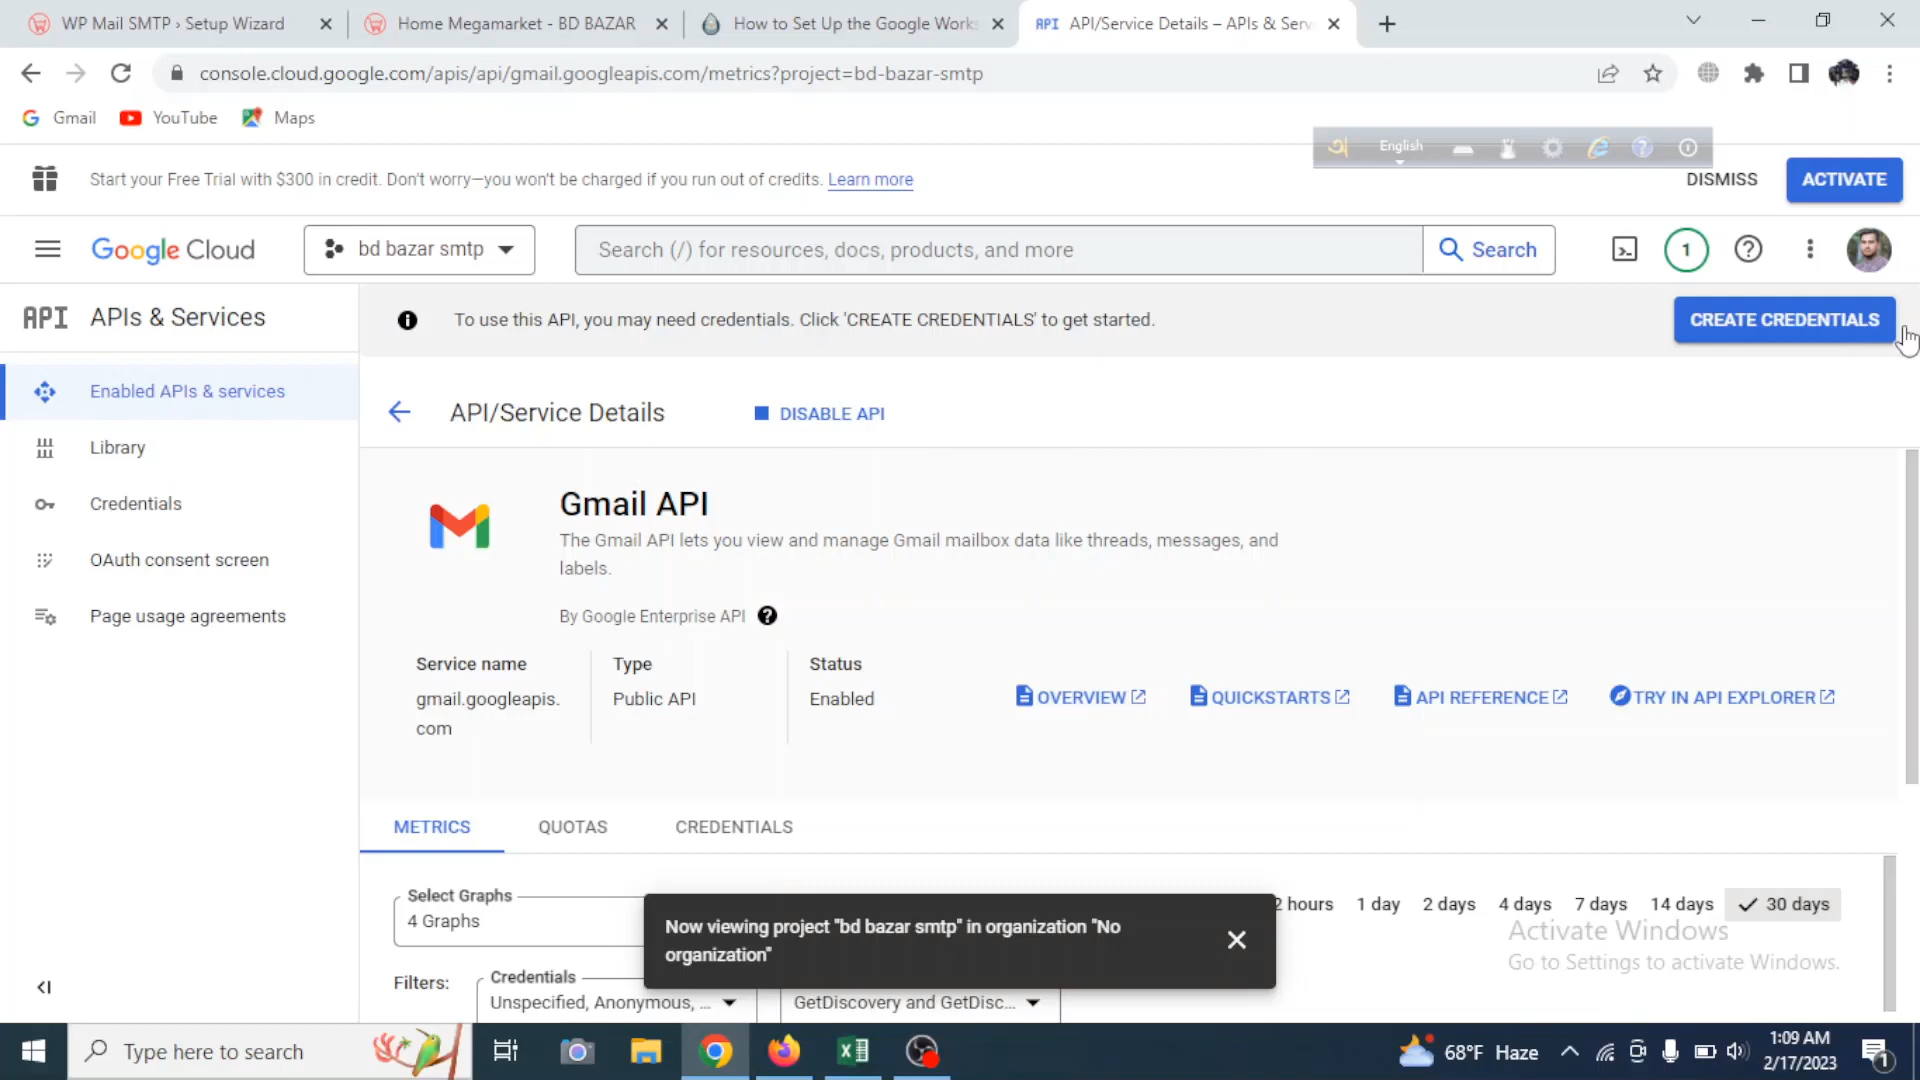 WP Mail SMTP › Setup Wizard
Home Megamarket - BD BAZAR
How to Set Up the Google Works
API API/Service Details – APIs & Serv
console.cloud.google.com/apis/api/gmail.googleapis.com/metrics?project=bd-bazar-smtp
Gmail YouTube Maps
অ English
Start your Free Trial with $300 in credit. Don't worry—you won't be charged if you run out of credits. Learn more
DISMISS ACTIVATE
Google Cloud
bd bazar smtp
Search (/) for resources, docs, products, and more
Search
1
API APIs & Services
To use this API, you may need credentials. Click 'CREATE CREDENTIALS' to get started.
CREATE CREDENTIALS
Enabled APIs & services
Library
Credentials
OAuth consent screen
Page usage agreements
API/Service Details
DISABLE API
Gmail API
The Gmail API lets you view and manage Gmail mailbox data like threads, messages, and
labels.
By Google Enterprise API
Service name
gmail.googleapis.
com
Type
Public API
Status
Enabled
OVERVIEW
QUICKSTARTS
API REFERENCE
TRY IN API EXPLORER
METRICS QUOTAS CREDENTIALS
Select Graphs
4 Graphs
2 hours 1 day 2 days 4 days 7 days 14 days 30 days
Now viewing project "bd bazar smtp" in organization "No
organization"
Activate Windows
Go to Settings to activate Windows.
Filters:
Credentials
Unspecified, Anonymous, ...
GetDiscovery and GetDisc...
Type here to search
68°F Haze
1:09 AM
2/17/2023
1